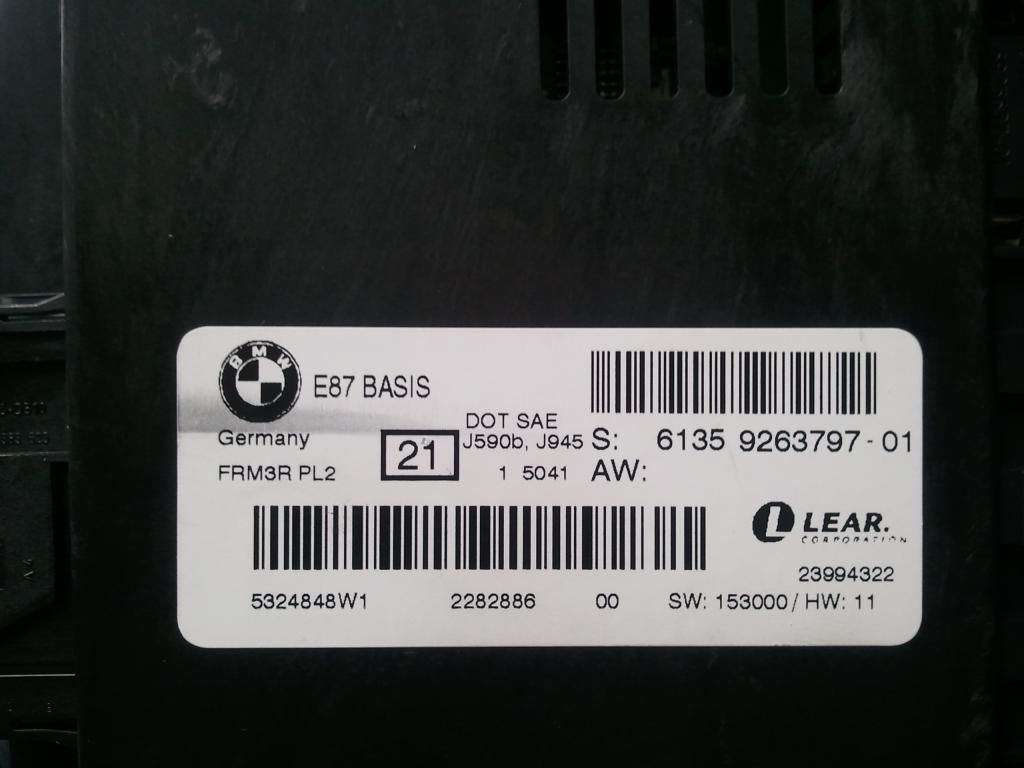 BMW
E87 BASIS
Germany
FRM3R PL2
21
DOT SAE
J590b, J945
1 5041
S: 6135 9263797-01
AW:
LEAR.
CORPORATION
23994322
5324848W1 2282886 00 SW: 153000 / HW: 11
A4